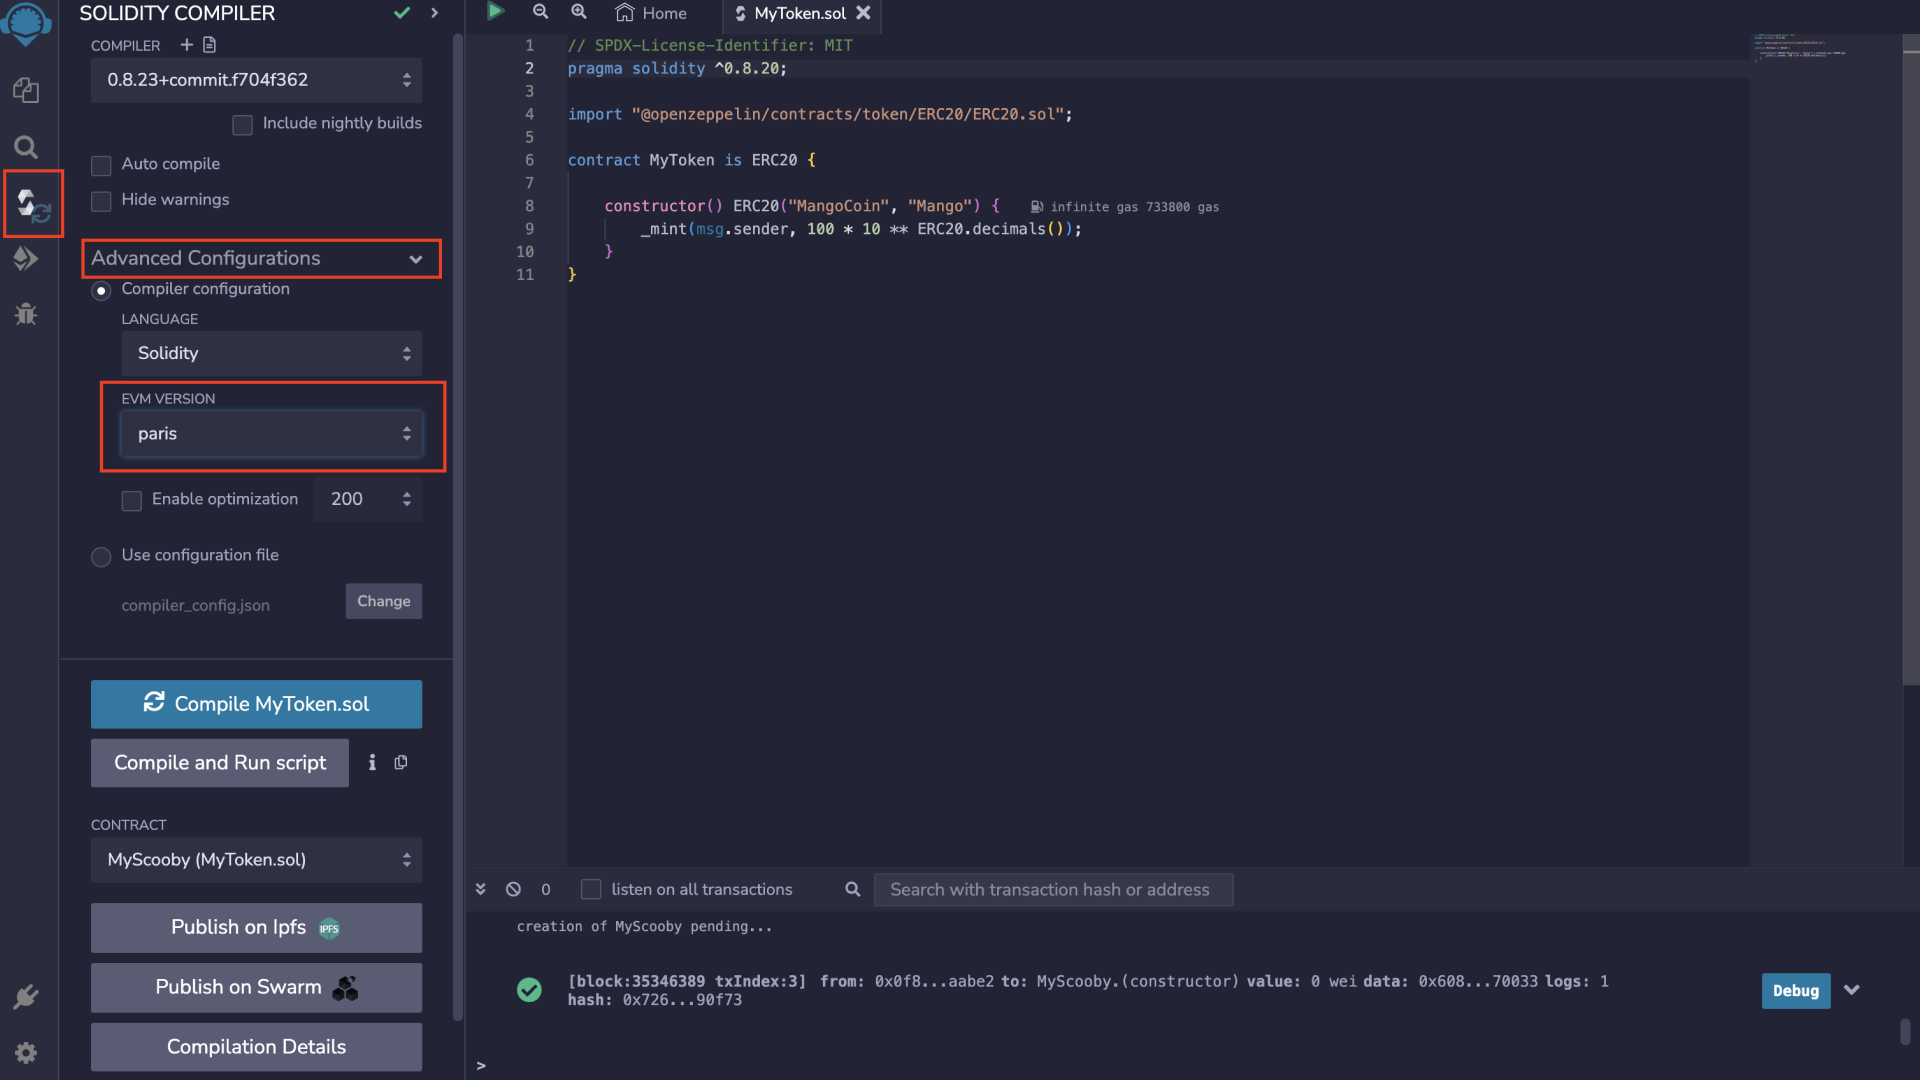 SOLIDITY COMPILER
COMPILER
0.8.23+commit.f704f362
Include nightly builds
Auto compile
Hide warnings
Advanced Configurations
Compiler configuration
LANGUAGE
Solidity
EVM VERSION
paris
Enable optimization 200
Use configuration file
compiler_config.json Change
Compile MyToken.sol
Compile and Run script
CONTRACT
MyScooby (MyToken.sol)
Publish on Ipfs IPFS
Publish on Swarm
Compilation Details
Home MyToken.sol
1 // SPDX-License-Identifier: MIT
2 pragma solidity ^0.8.20;
3
4 import "@openzeppelin/contracts/token/ERC20/ERC20.sol";
5
6 contract MyToken is ERC20 {
7
8 constructor() ERC20("MangoCoin", "Mango") { infinite gas 733800 gas
9 _mint(msg.sender, 100 * 10 ** ERC20.decimals());
10 }
11 }
0 listen on all transactions Search with transaction hash or address
creation of MyScooby pending...
[block:35346389 txIndex:3] from: 0x0f8...aabe2 to: MyScooby.(constructor) value: 0 wei data: 0x608...70033 logs: 1
hash: 0x726...90f73
Debug
>